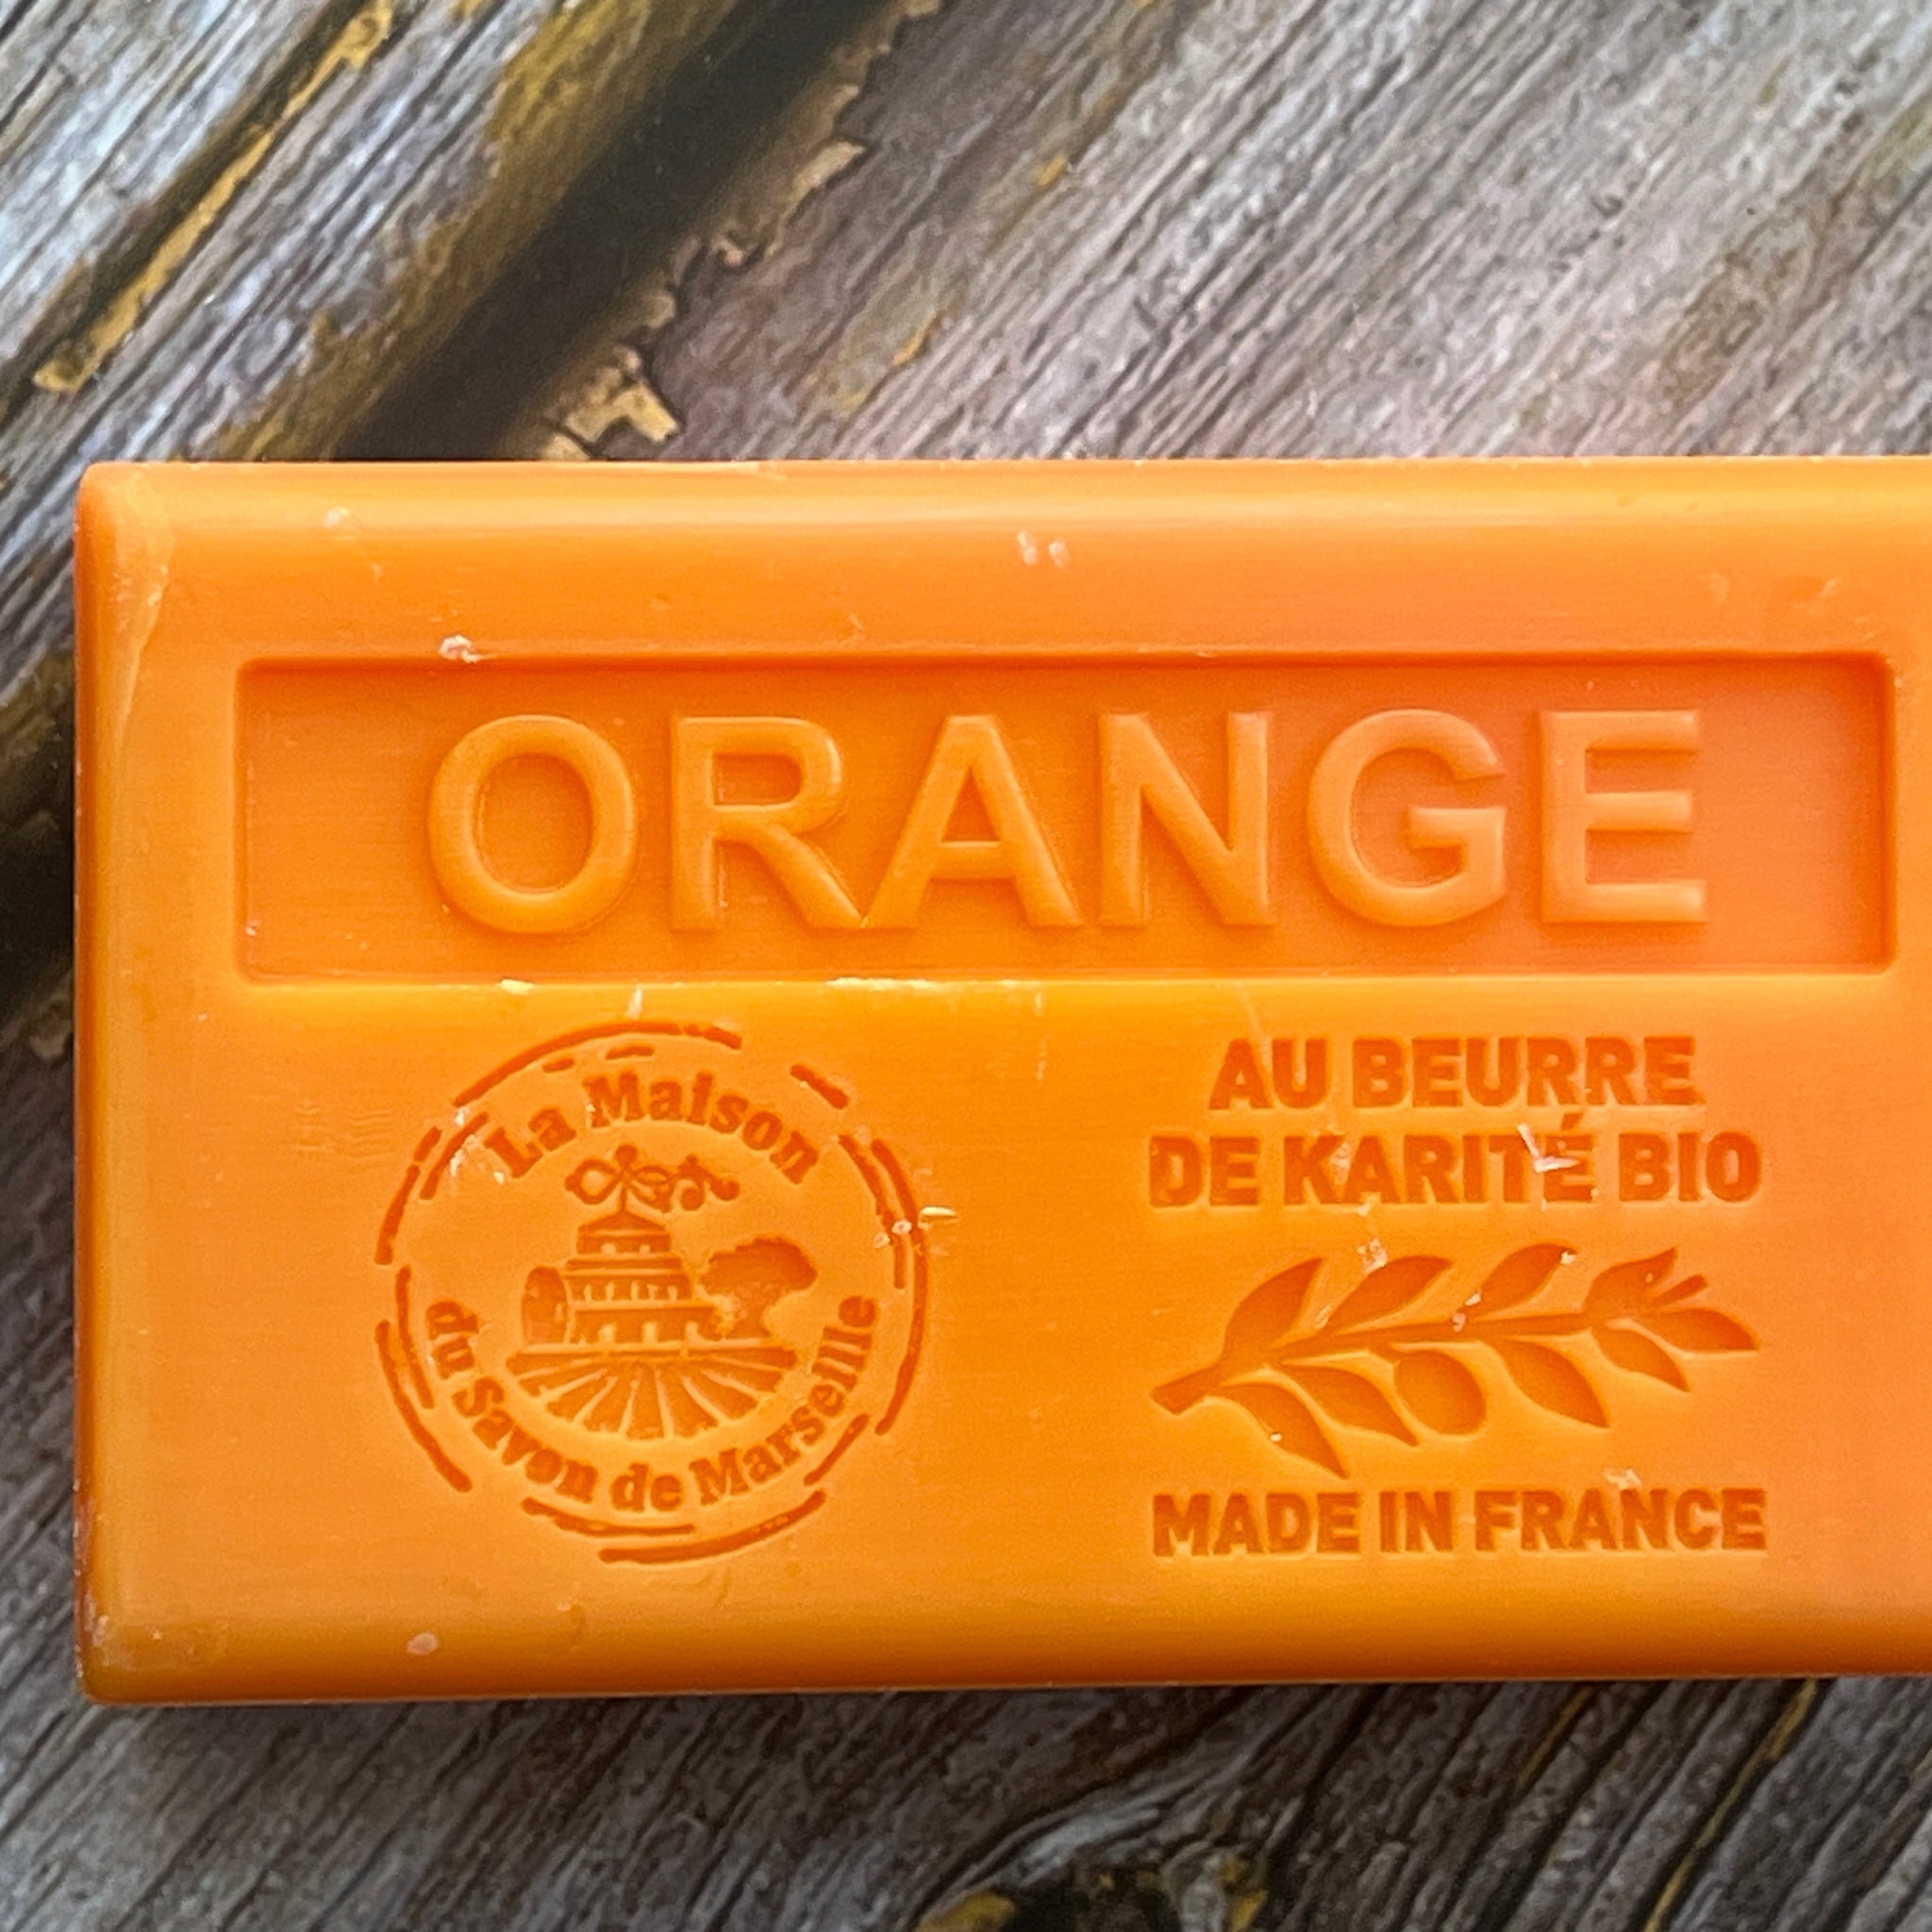 ORANGE
La Maison
du Savon de Marseille
AU BEURRE
DE KARITÉ BIO
MADE IN FRANCE